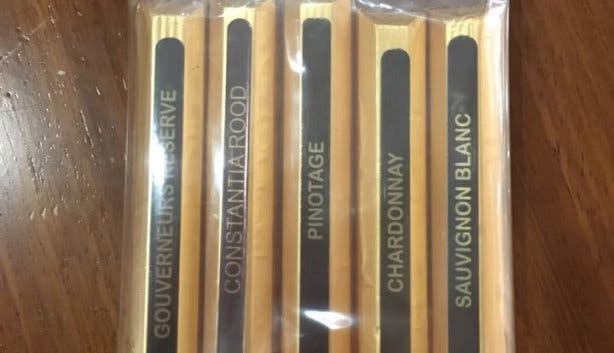 GOUVERNEURS RESERVE
CONSTANTIA ROOD
PINOTAGE
CHARDONNAY
SAUVIGNON BLANC